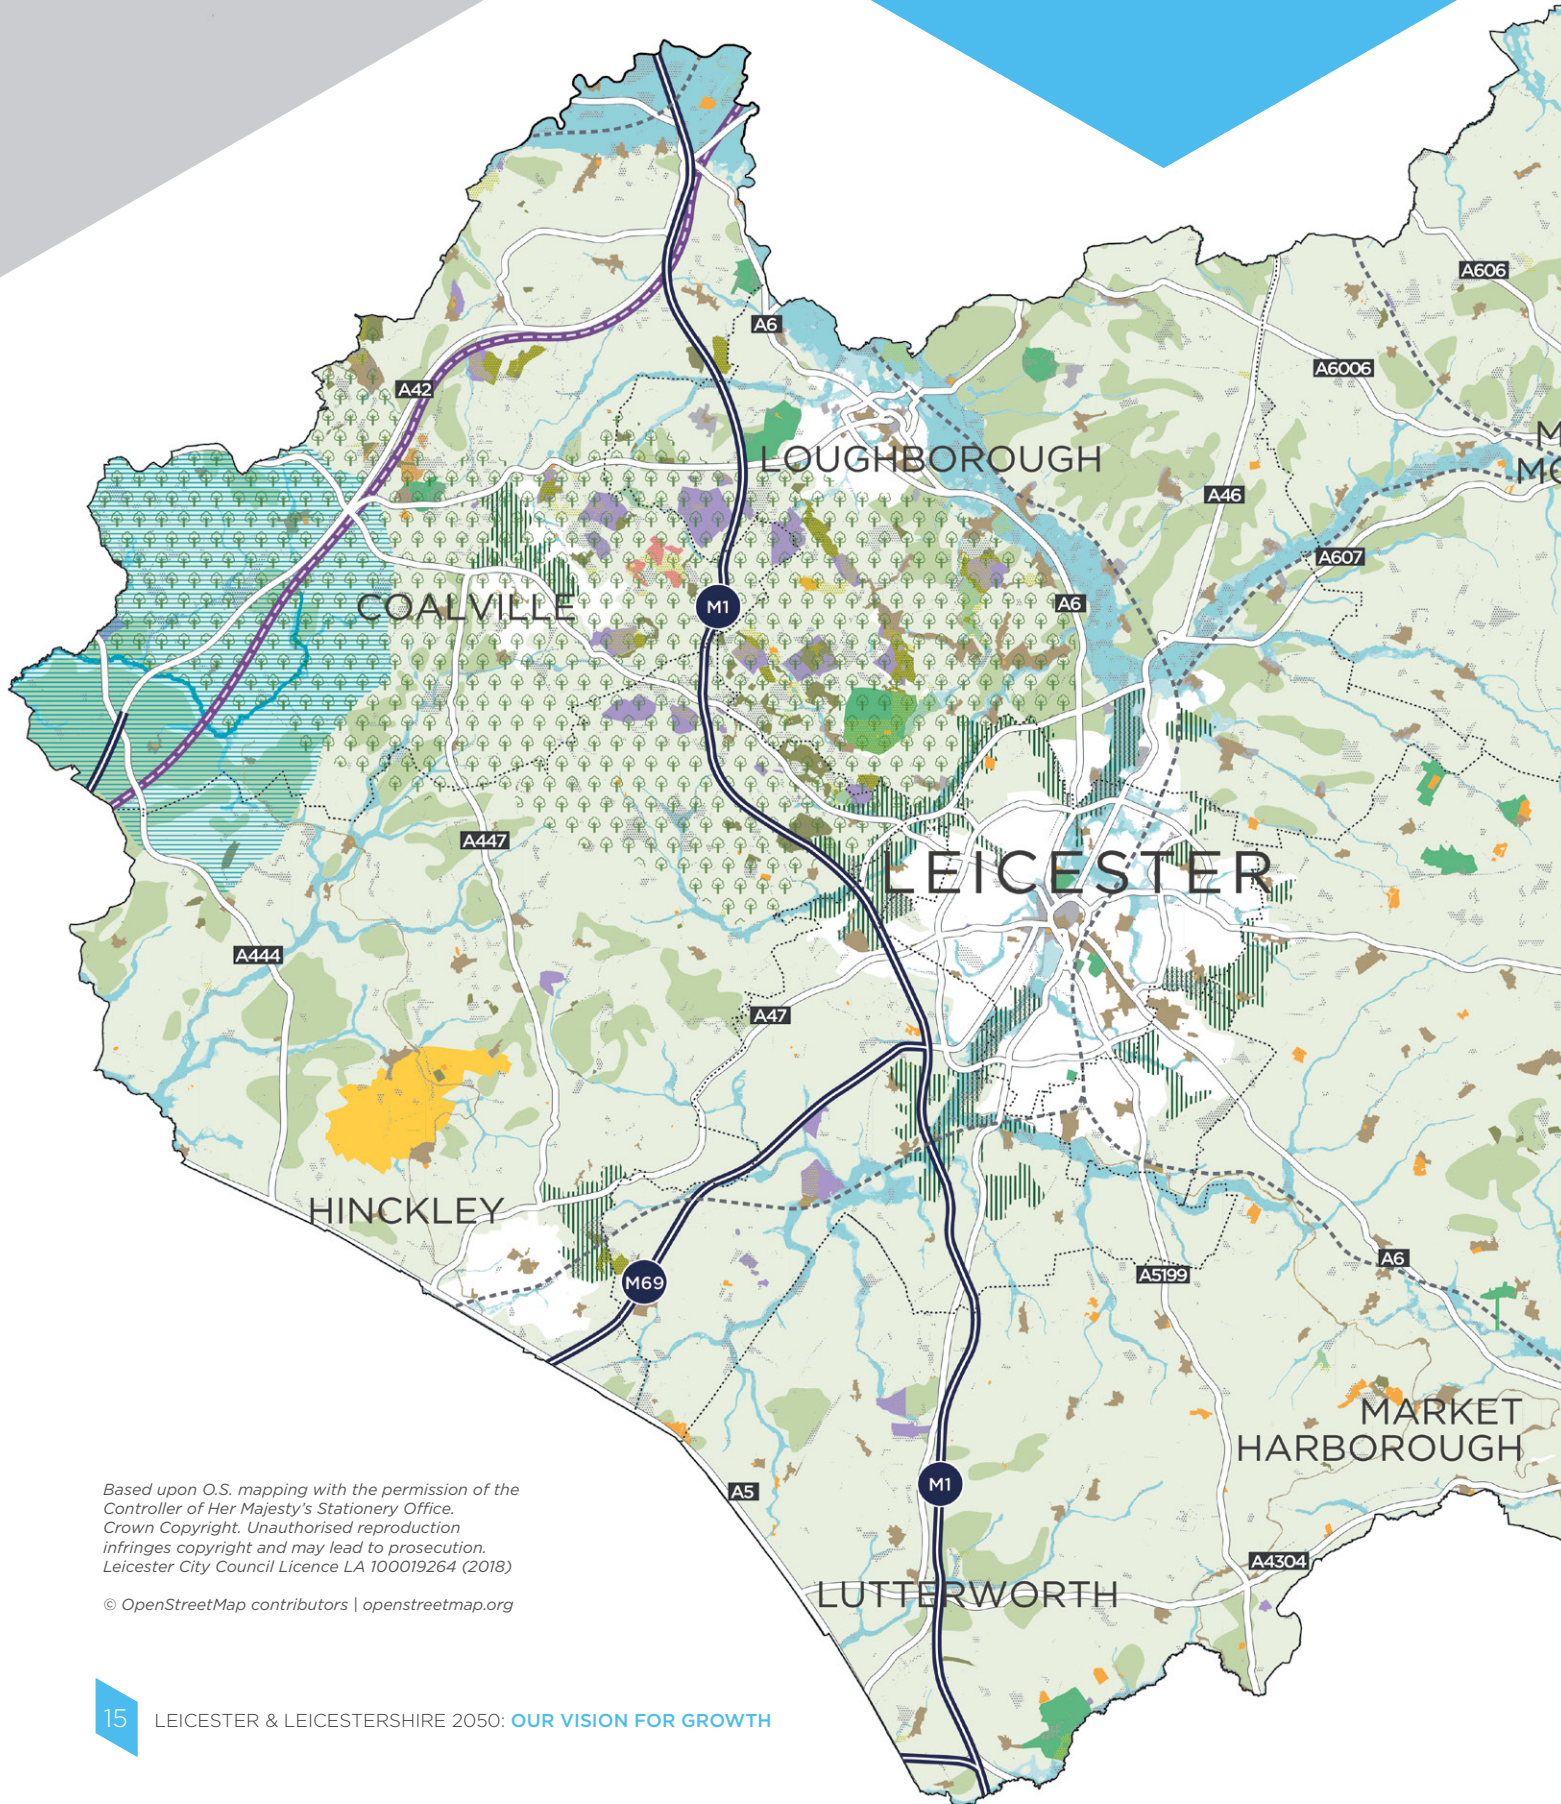 A606
A6
A6006
A42
M
LOUGHBOROUGH
MO
A46
A607
COALVILLE
M1
A6
A447
LEICESTER
A444
A47
HINCKLEY
A6
A5199
M69
MARKET
HARBOROUGH
M1
A5
A4304
LUTTERWORTH
Based upon O.S. mapping with the permission of the
Controller of Her Majesty's Stationery Office.
Crown Copyright. Unauthorised reproduction
infringes copyright and may lead to prosecution.
Leicester City Council Licence LA 100019264 (2018)
© OpenStreetMap contributors | openstreetmap.org
15 LEICESTER & LEICESTERSHIRE 2050: OUR VISION FOR GROWTH